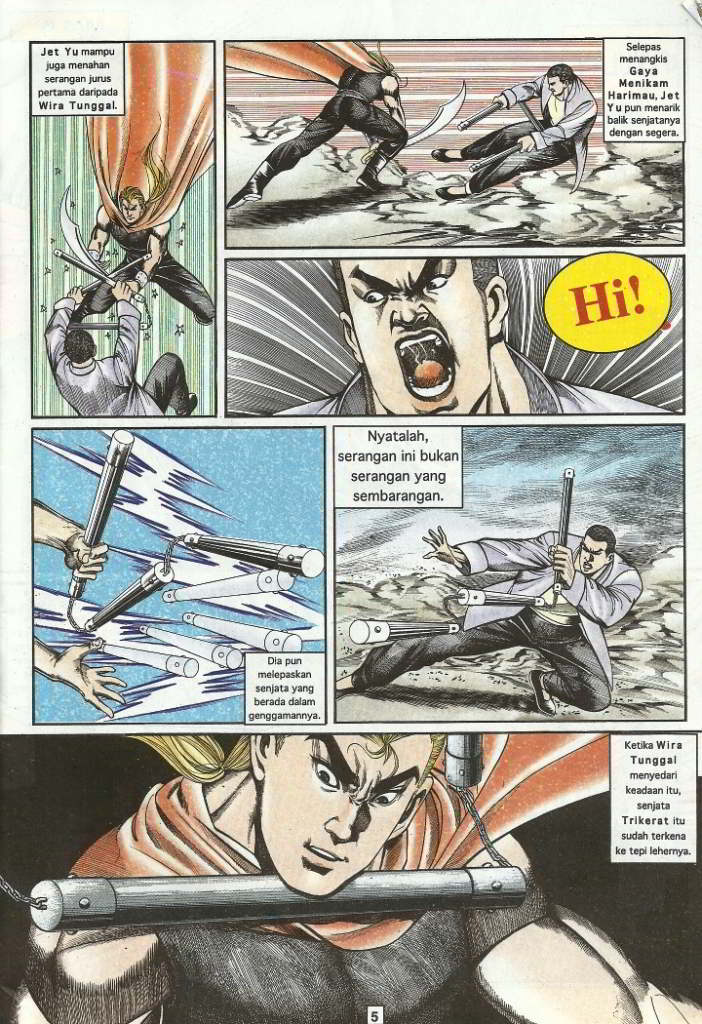 Jet Yu mampu
juga menahan
serangan jurus
pertama daripada
Wira Tunggal.
Selepas
menangkis
Gaya
Menikam
Harimau, Jet
Yu pun menarik
balik senjatanya
dengan segera.
Hi!
Dia pun
melepaskan
senjata yang
berada dalam
genggamannya.
Nyatalah,
serangan ini bukan
serangan yang
sembarangan.
Ketika Wira
Tunggal
menyedari
keadaan itu,
senjata
Trikerat itu
sudah terkena
ke tepi lehernya.
5